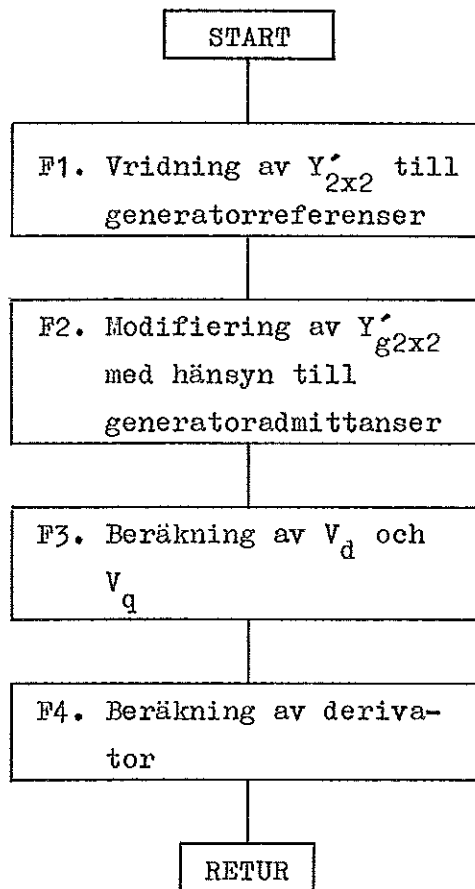 START
F1. Vridning av Y´2x2 till
generatorreferenser
F2. Modifiering av Y´g2x2
med hänsyn till
generatoradmittanser
F3. Beräkning av Vd och
Vq
F4. Beräkning av deriva-
tor
RETUR